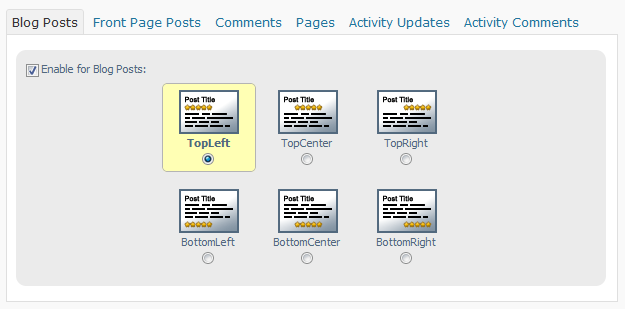 Blog Posts Front Page Posts Comments Pages Activity Updates Activity Comments
Enable for Blog Posts:
Post Title Post Title Post Title
TopLeft TopCenter TopRight
Post Title Post Title Post Title
BottomLeft BottomCenter BottomRight